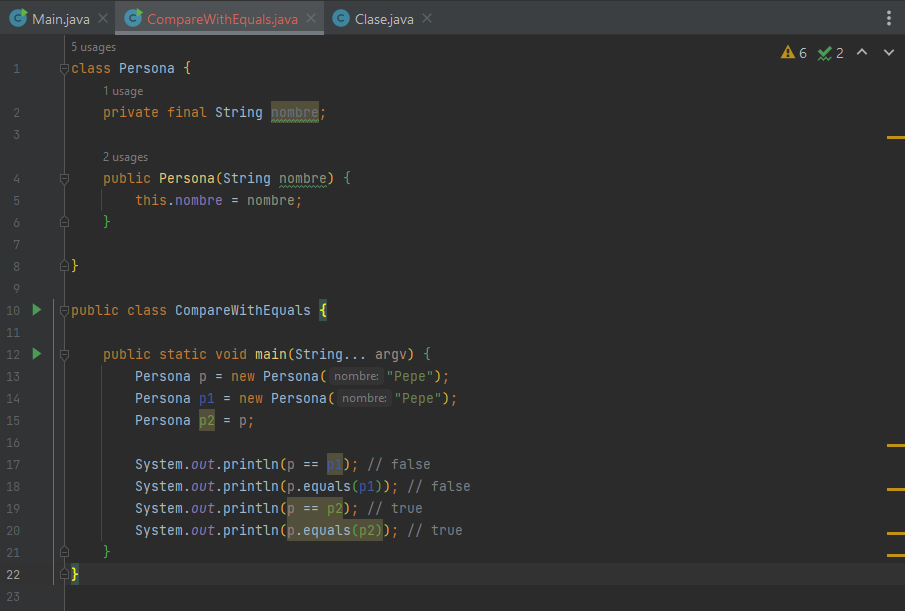 Main.java CompareWithEquals.java Clase.java
5 usages
6 2
1 class Persona {
1 usage
2 private final String nombre;
3
2 usages
4 public Persona(String nombre) {
5 this.nombre = nombre;
6 }
7
8 }
9
10 public class CompareWithEquals {
11
12 public static void main(String... argv) {
13 Persona p = new Persona( nombre: "Pepe");
14 Persona p1 = new Persona( nombre: "Pepe");
15 Persona p2 = p;
16
17 System.out.println(p == p1); // false
18 System.out.println(p.equals(p1)); // false
19 System.out.println(p == p2); // true
20 System.out.println(p.equals(p2)); // true
21 }
22 }
23